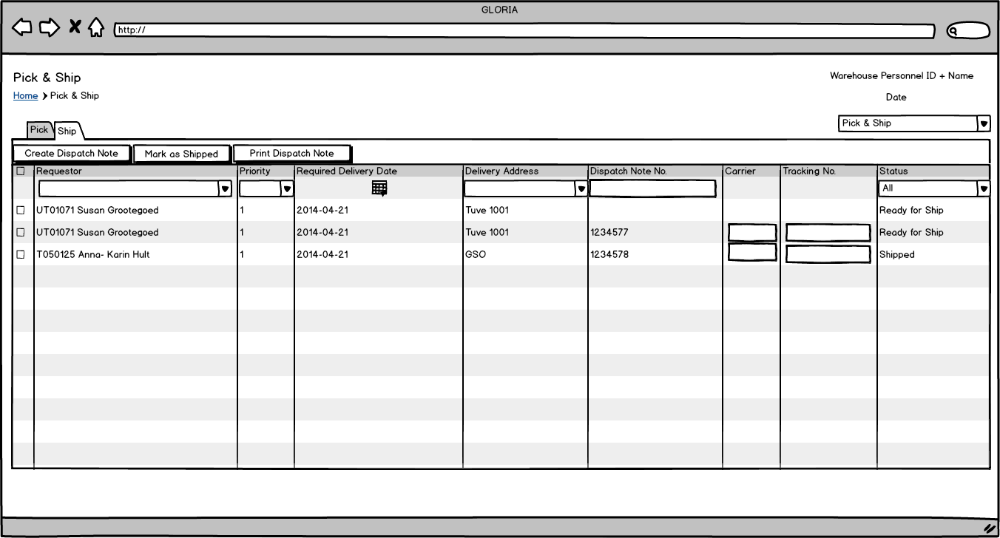 GLORIA
http://
Pick & Ship
Warehouse Personnel ID + Name
Home Pick & Ship
Date
Pick & Ship
Pick Ship
Create Dispatch Note Mark as Shipped Print Dispatch Note
Requestor Priority Required Delivery Date Delivery Address Dispatch Note No. Carrier Tracking No. Status
All
UT01071 Susan Grootegoed 1 2014-04-21 Tuve 1001 Ready for Ship
UT01071 Susan Grootegoed 1 2014-04-21 Tuve 1001 1234577 Ready for Ship
T050125 Anna- Karin Hult 1 2014-04-21 GSO 1234578 Shipped